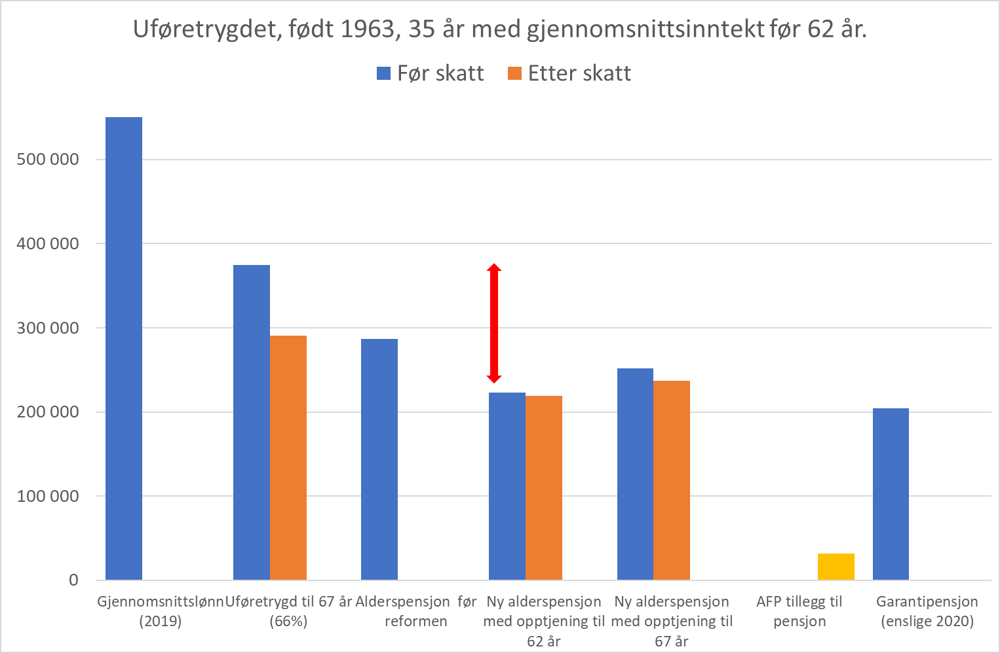 Uføretrygdet, født 1963, 35 år med gjennomsnittsinntekt før 62 år.
Før skatt
Etter skatt
500 000
400 000
300 000
200 000
100 000
0
Gjennomsnittslønn
(2019)
Uføretrygd til 67 år
(66%)
Alderspensjon før
reformen
Ny alderspensjon
med opptjening til
62 år
Ny alderspensjon
med opptjening til
67 år
AFP tillegg til
pensjon
Garantipensjon
(enslige 2020)